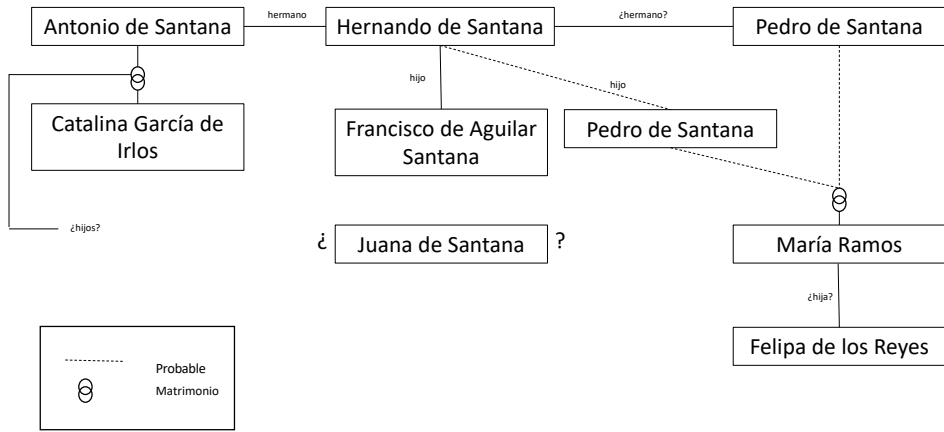 Antonio de Santana
hermano
Hernando de Santana
¿hermano?
Pedro de Santana
hijo
hijo
Catalina García de
Irlos
Francisco de Aguilar
Santana
Pedro de Santana
¿hijos?
¿
Juana de Santana
?
María Ramos
¿hija?
Felipa de los Reyes
Probable
Matrimonio